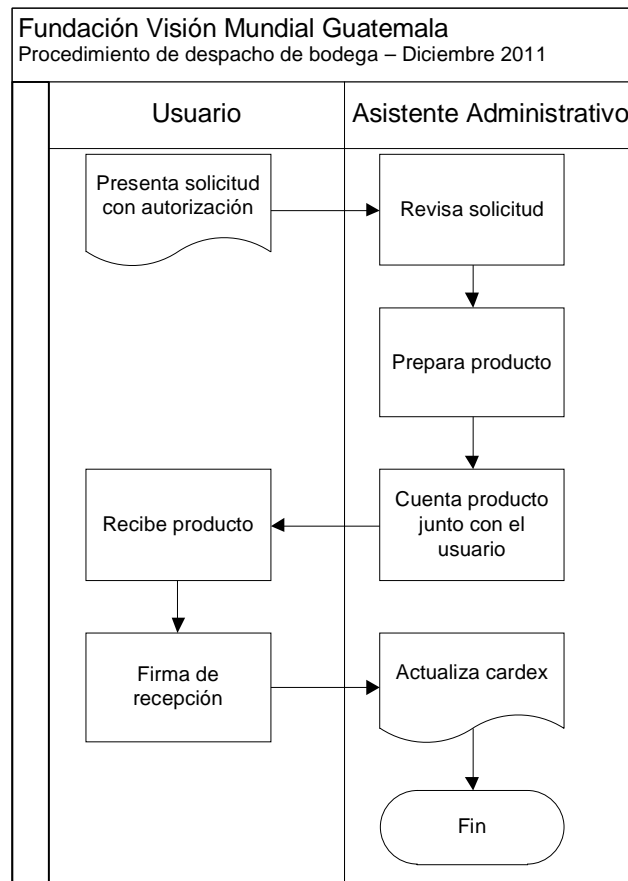 Fundación Visión Mundial Guatemala
Procedimiento de despacho de bodega – Diciembre 2011
Usuario
Asistente Administrativo
Presenta solicitud
con autorización
Revisa solicitud
Prepara producto
Cuenta producto
junto con el
usuario
Recibe producto
Firma de
recepción
Actualiza cardex
Fin